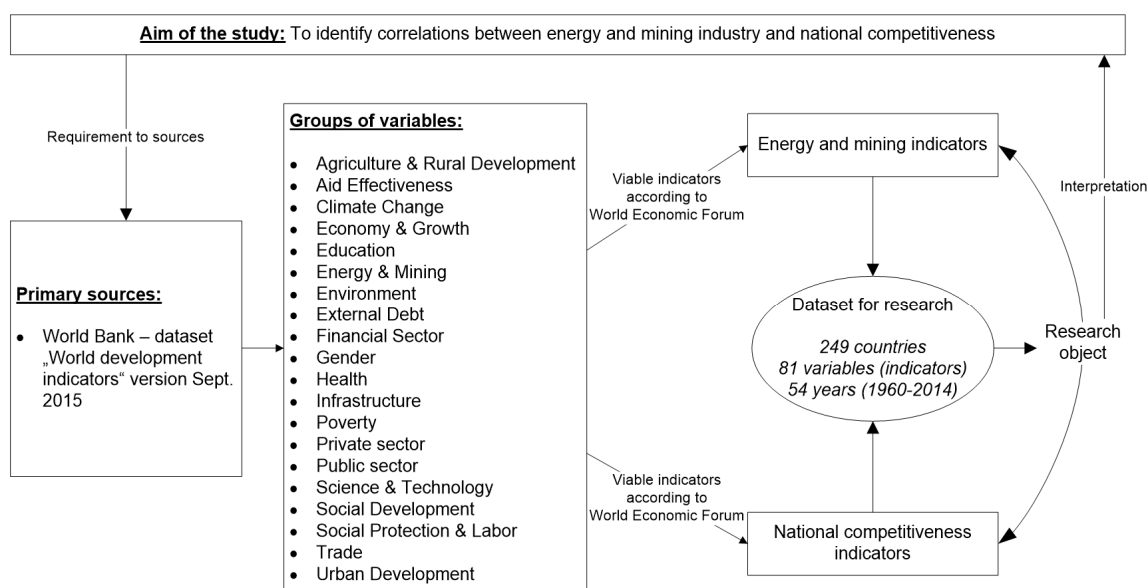 Aim of the study: To identify correlations between energy and mining industry and national competitiveness
Requirement to sources
Primary sources:
• World Bank – dataset
„World development
indicators“ version Sept.
2015
Groups of variables:
• Agriculture & Rural Development
• Aid Effectiveness
• Climate Change
• Economy & Growth
• Education
• Energy & Mining
• Environment
• External Debt
• Financial Sector
• Gender
• Health
• Infrastructure
• Poverty
• Private sector
• Public sector
• Science & Technology
• Social Development
• Social Protection & Labor
• Trade
• Urban Development
Viable indicators
according to
World Economic Forum
Viable indicators
according to
World Economic Forum
Energy and mining indicators
Dataset for research
249 countries
81 variables (indicators)
54 years (1960-2014)
National competitiveness
indicators
Interpretation
Research
object